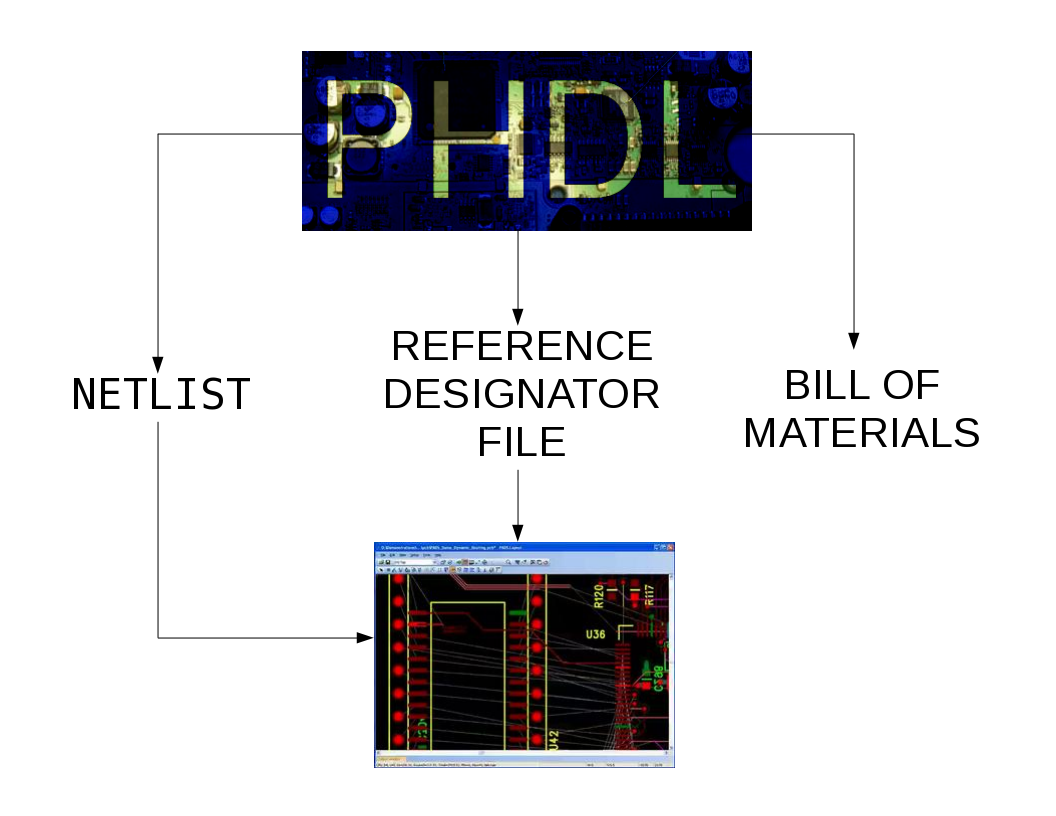 PHDL
NETLIST
REFERENCE
DESIGNATOR
FILE
BILL OF
MATERIALS
R120
R117
U36
U42